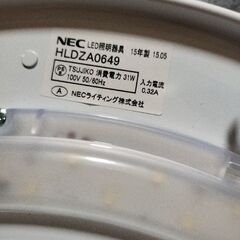 NEC LED照明器具 15年製 15.05
HLDZA0649
PSE TSUJIKO 消費電力 31W 入力電流
100V 50/60Hz 0.32A
A NECライティング株式会社